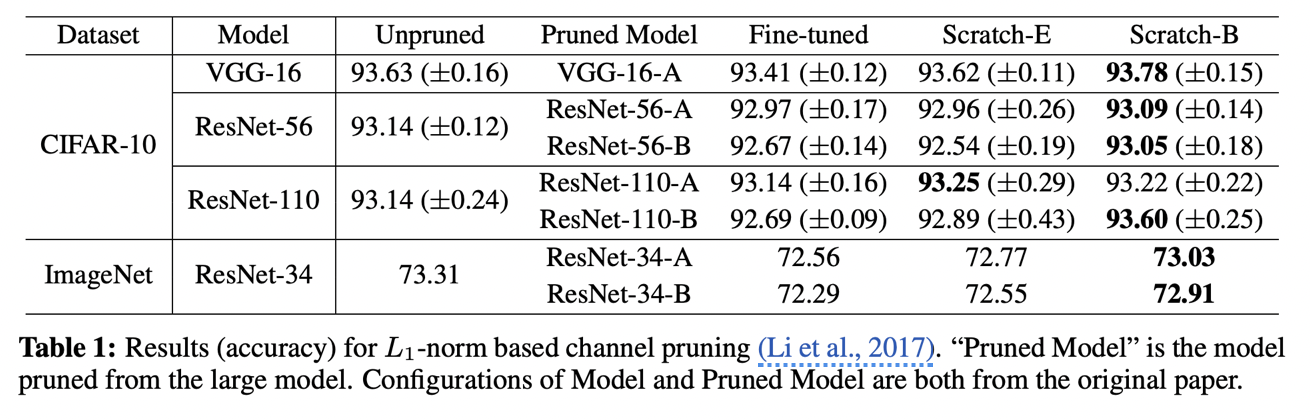 Dataset Model Unpruned Pruned Model Fine-tuned Scratch-E Scratch-B
CIFAR-10 VGG-16 93.63 (±0.16) VGG-16-A 93.41 (±0.12) 93.62 (±0.11) 93.78 (±0.15)
ResNet-56 93.14 (±0.12) ResNet-56-A 92.97 (±0.17) 92.96 (±0.26) 93.09 (±0.14)
ResNet-56-B 92.67 (±0.14) 92.54 (±0.19) 93.05 (±0.18)
ResNet-110 93.14 (±0.24) ResNet-110-A 93.14 (±0.16) 93.25 (±0.29) 93.22 (±0.22)
ResNet-110-B 92.69 (±0.09) 92.89 (±0.43) 93.60 (±0.25)
ImageNet ResNet-34 73.31 ResNet-34-A 72.56 72.77 73.03
ResNet-34-B 72.29 72.55 72.91
Table 1: Results (accuracy) for L₁-norm based channel pruning (Li et al., 2017). “Pruned Model” is the model
pruned from the large model. Configurations of Model and Pruned Model are both from the original paper.